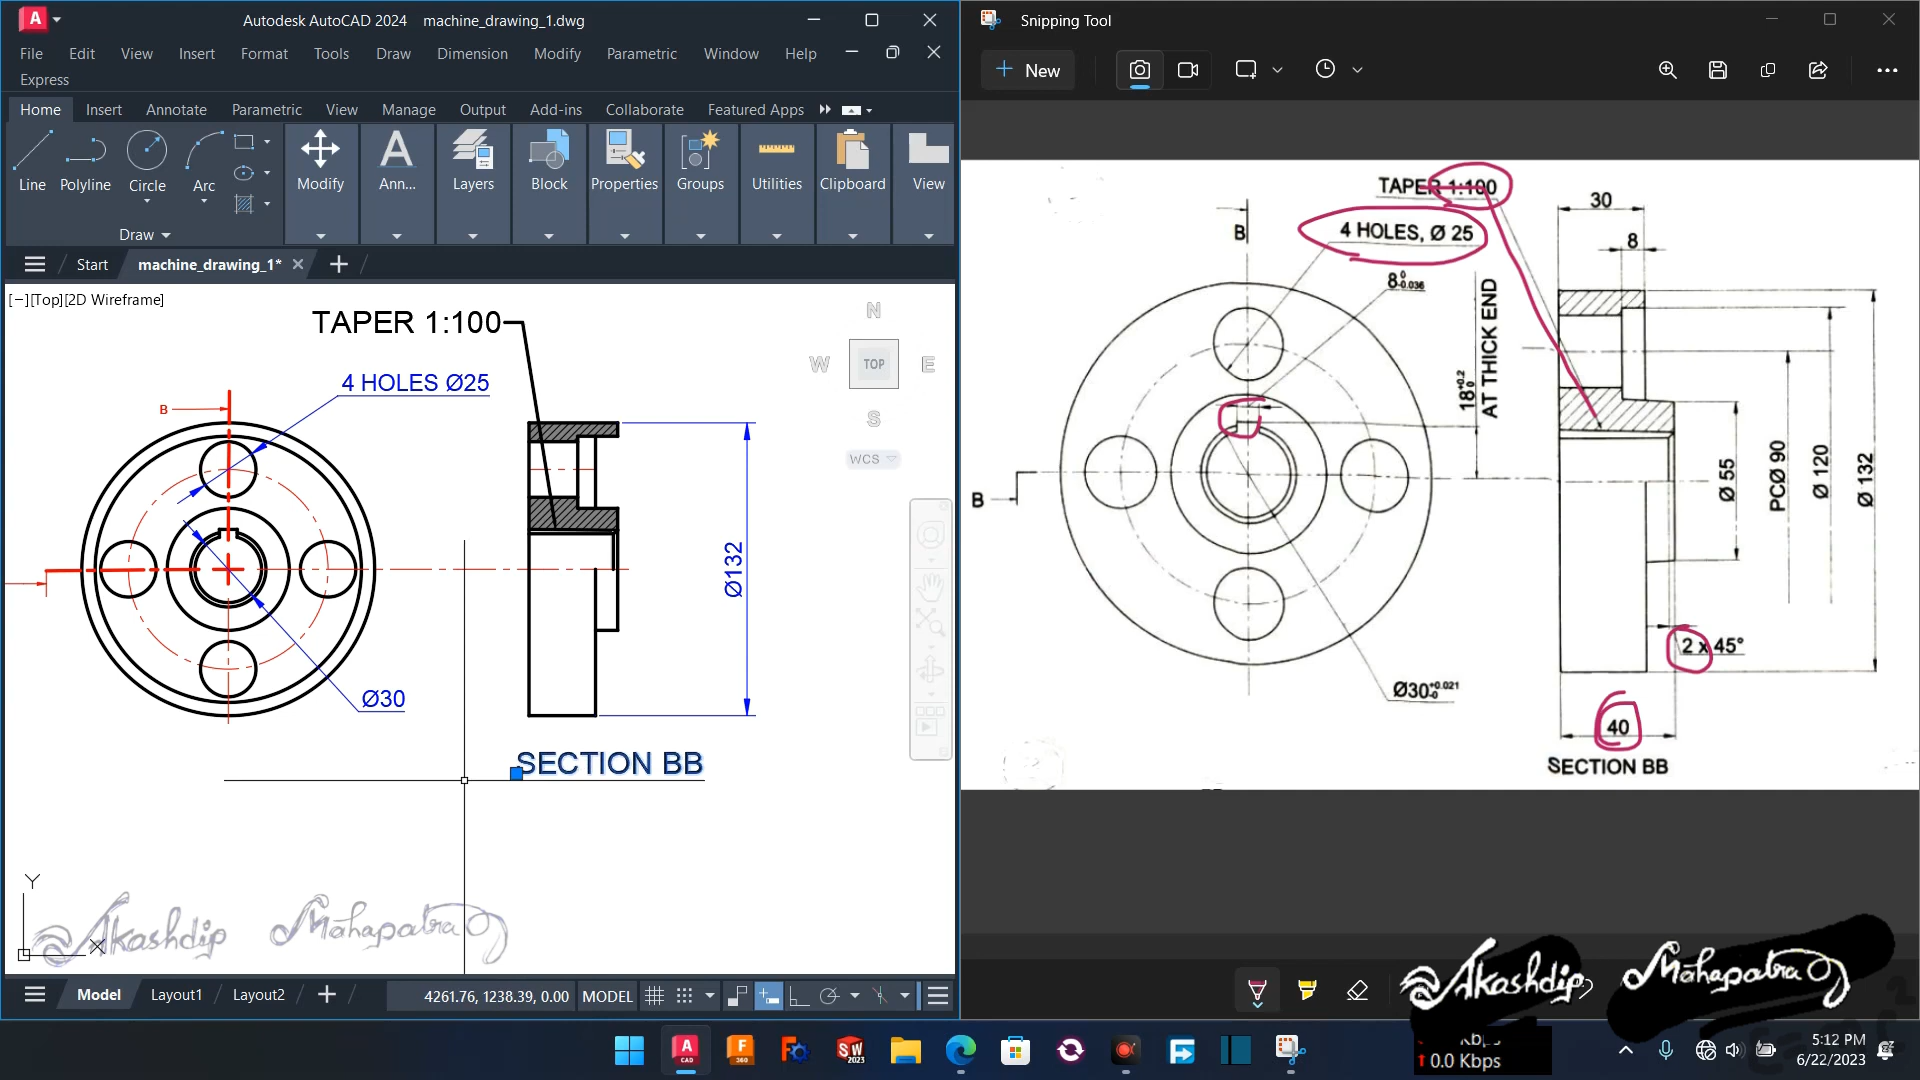 Autodesk AutoCAD 2024 machine_drawing_1.dwg
File Edit View Insert Format Tools Draw Dimension Modify Parametric Window Help
Express
Home Insert Annotate Parametric View Manage Output Add-ins Collaborate Featured Apps
Line Polyline Circle Arc Modify Ann... Layers Block Properties Groups Utilities Clipboard View
Draw
Start machine_drawing_1*
[−][Top][2D Wireframe]
TAPER 1:100
4 HOLES Ø25
B
Ø132
Ø30
SECTION BB
N
W TOP E
S
WCS
Y
X
Akashdip Mahapatra
Model Layout1 Layout2
4261.76, 1238.39, 0.00 MODEL
Snipping Tool
New
TAPER 1:100
30
B
4 HOLES, Ø 25
8
8 0 -0.036
18 +0.2 0
AT THICK END
B
Ø 55
PCØ 90
Ø 120
Ø 132
2 x 45°
Ø30 +0.021 -0
40
SECTION BB
Akashdip Mahapatra
A CAD
F 360
SW 2023
Kbps
0.0 Kbps
5:12 PM
6/22/2023